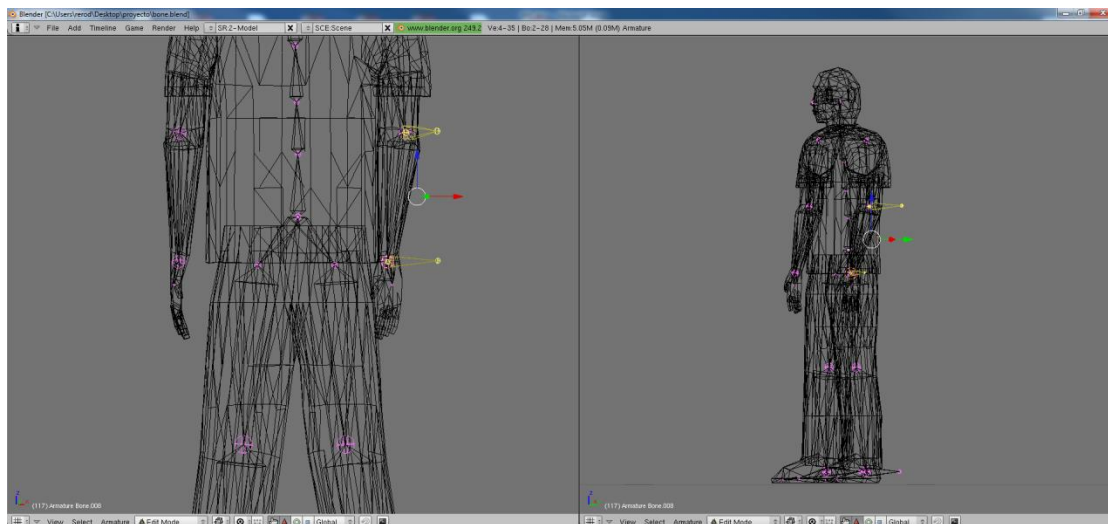 Blender [C:\Users\rerod\Desktop\proyecto\bone.blend]
File Add Timeline Game Render Help SR:2-Model X SCE:Scene X www.blender.org 249.2 Ve:4-35 | Bo:2-28 | Mem:5.05M (0.09M) Armature
z
x
(117) Armature Bone.008
View Select Armature Edit Mode Global
z
(117) Armature Bone.008
View Select Armature Edit Mode Global